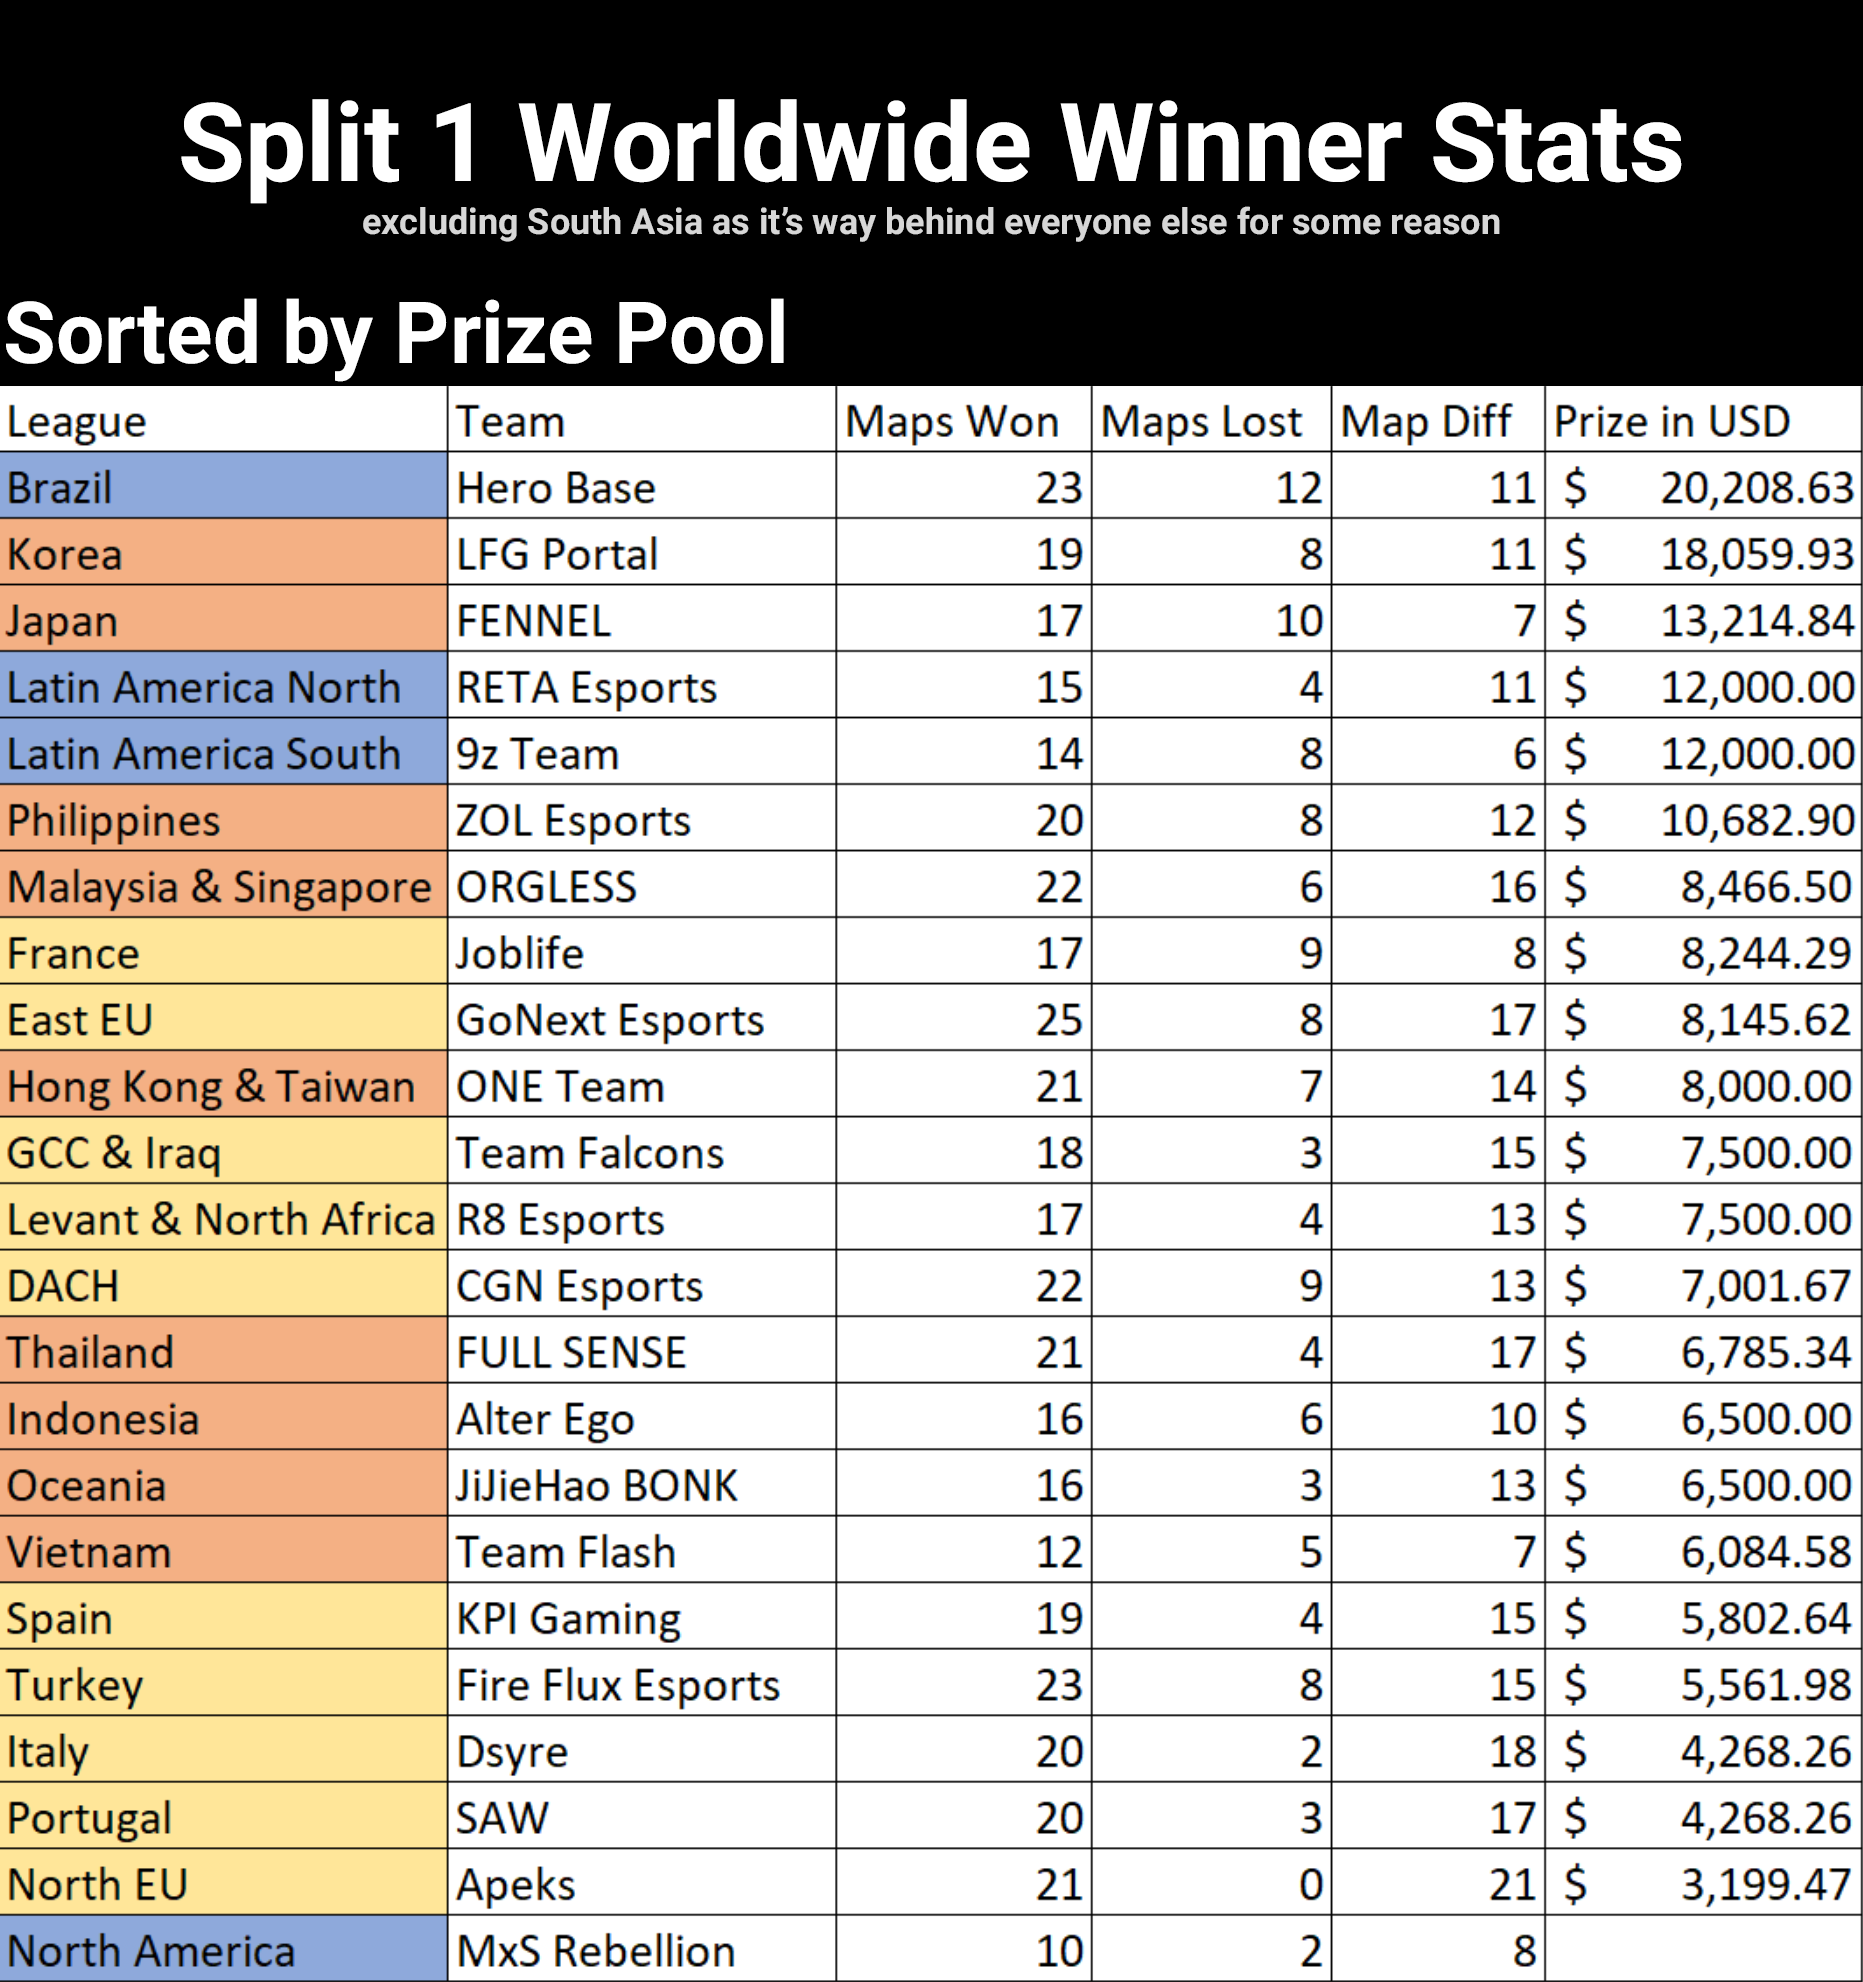 Split 1 Worldwide Winner Stats
excluding South Asia as it’s way behind everyone else for some reason
Sorted by Prize Pool
League Team Maps Won Maps Lost Map Diff Prize in USD
Brazil Hero Base 23 12 11 $ 20,208.63
Korea LFG Portal 19 8 11 $ 18,059.93
Japan FENNEL 17 10 7 $ 13,214.84
Latin America North RETA Esports 15 4 11 $ 12,000.00
Latin America South 9z Team 14 8 6 $ 12,000.00
Philippines ZOL Esports 20 8 12 $ 10,682.90
Malaysia & Singapore ORGLESS 22 6 16 $ 8,466.50
France Joblife 17 9 8 $ 8,244.29
East EU GoNext Esports 25 8 17 $ 8,145.62
Hong Kong & Taiwan ONE Team 21 7 14 $ 8,000.00
GCC & Iraq Team Falcons 18 3 15 $ 7,500.00
Levant & North Africa R8 Esports 17 4 13 $ 7,500.00
DACH CGN Esports 22 9 13 $ 7,001.67
Thailand FULL SENSE 21 4 17 $ 6,785.34
Indonesia Alter Ego 16 6 10 $ 6,500.00
Oceania JiJieHao BONK 16 3 13 $ 6,500.00
Vietnam Team Flash 12 5 7 $ 6,084.58
Spain KPI Gaming 19 4 15 $ 5,802.64
Turkey Fire Flux Esports 23 8 15 $ 5,561.98
Italy Dsyre 20 2 18 $ 4,268.26
Portugal SAW 20 3 17 $ 4,268.26
North EU Apeks 21 0 21 $ 3,199.47
North America MxS Rebellion 10 2 8